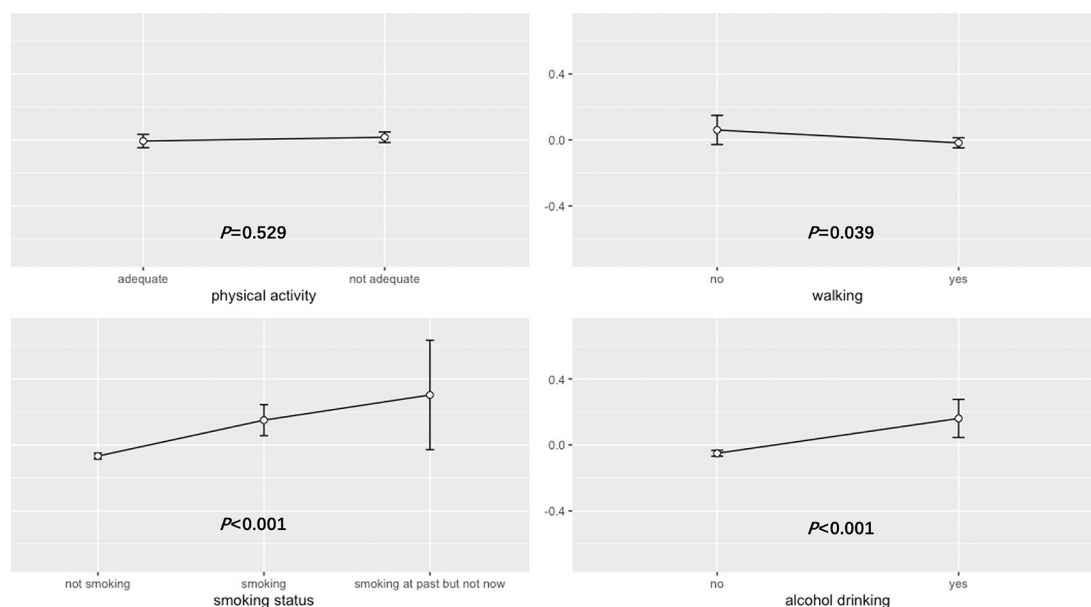 0.4
0.0
-0.4
P=0.529
P=0.039
adequate
not adequate
no
yes
physical activity
walking
0.4
0.0
-0.4
P<0.001
P<0.001
not smoking
smoking
smoking at past but not now
no
yes
smoking status
alcohol drinking